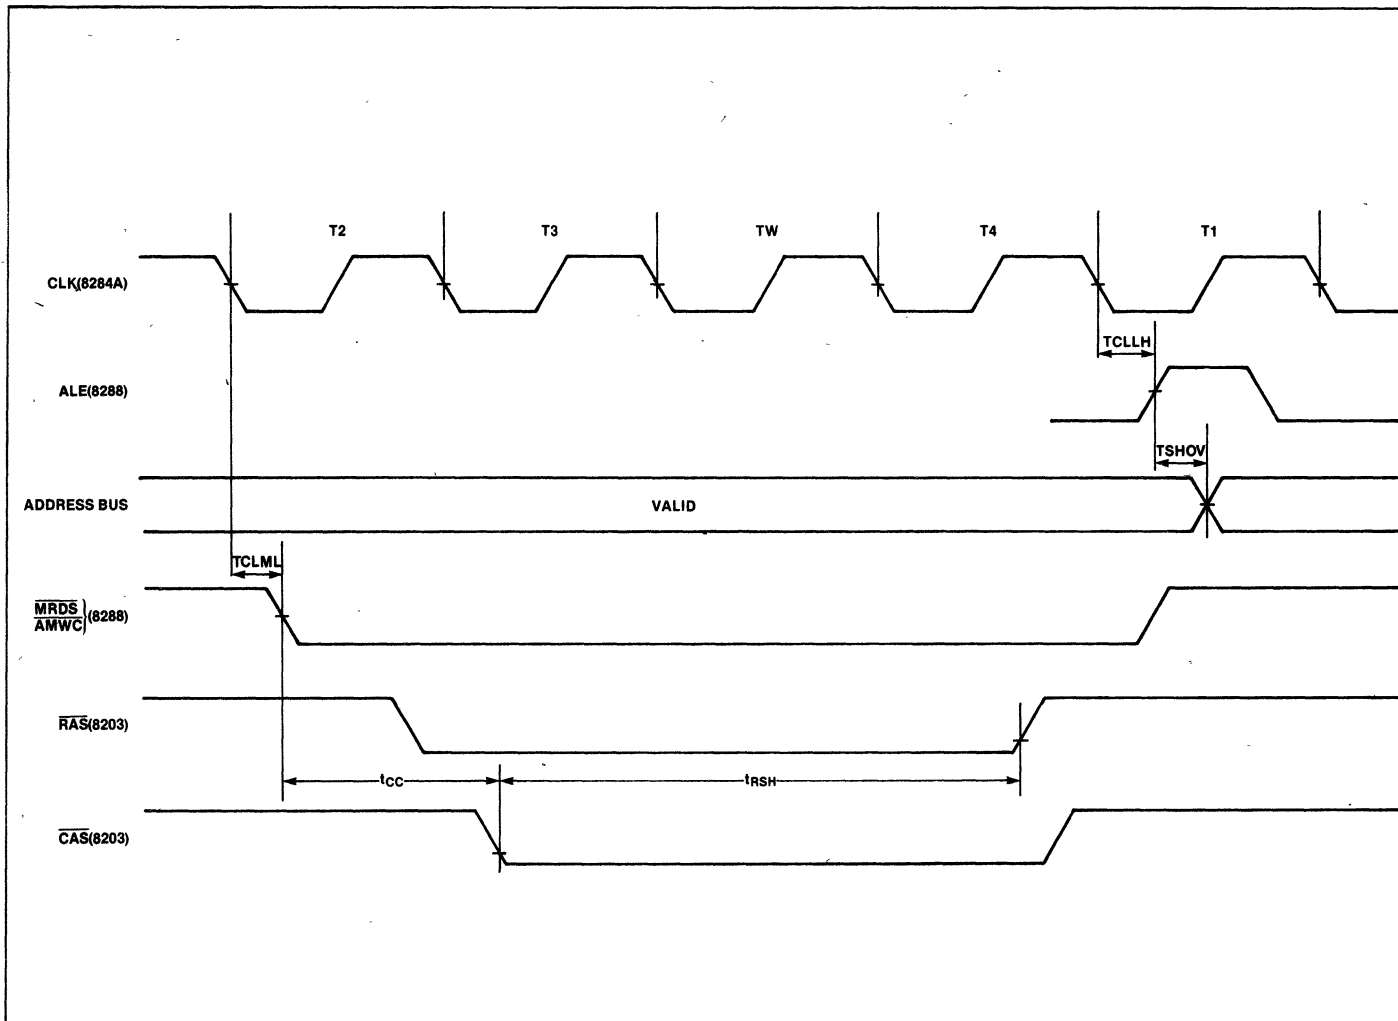 T2 T3 TW T4 T1
CLK(8284A)
TCLLH
ALE(8288)
TSHOV
ADDRESS BUS VALID
TCLML
MRDS
AMWC }(8288)
RAS(8203)
tCC tRSH
CAS(8203)